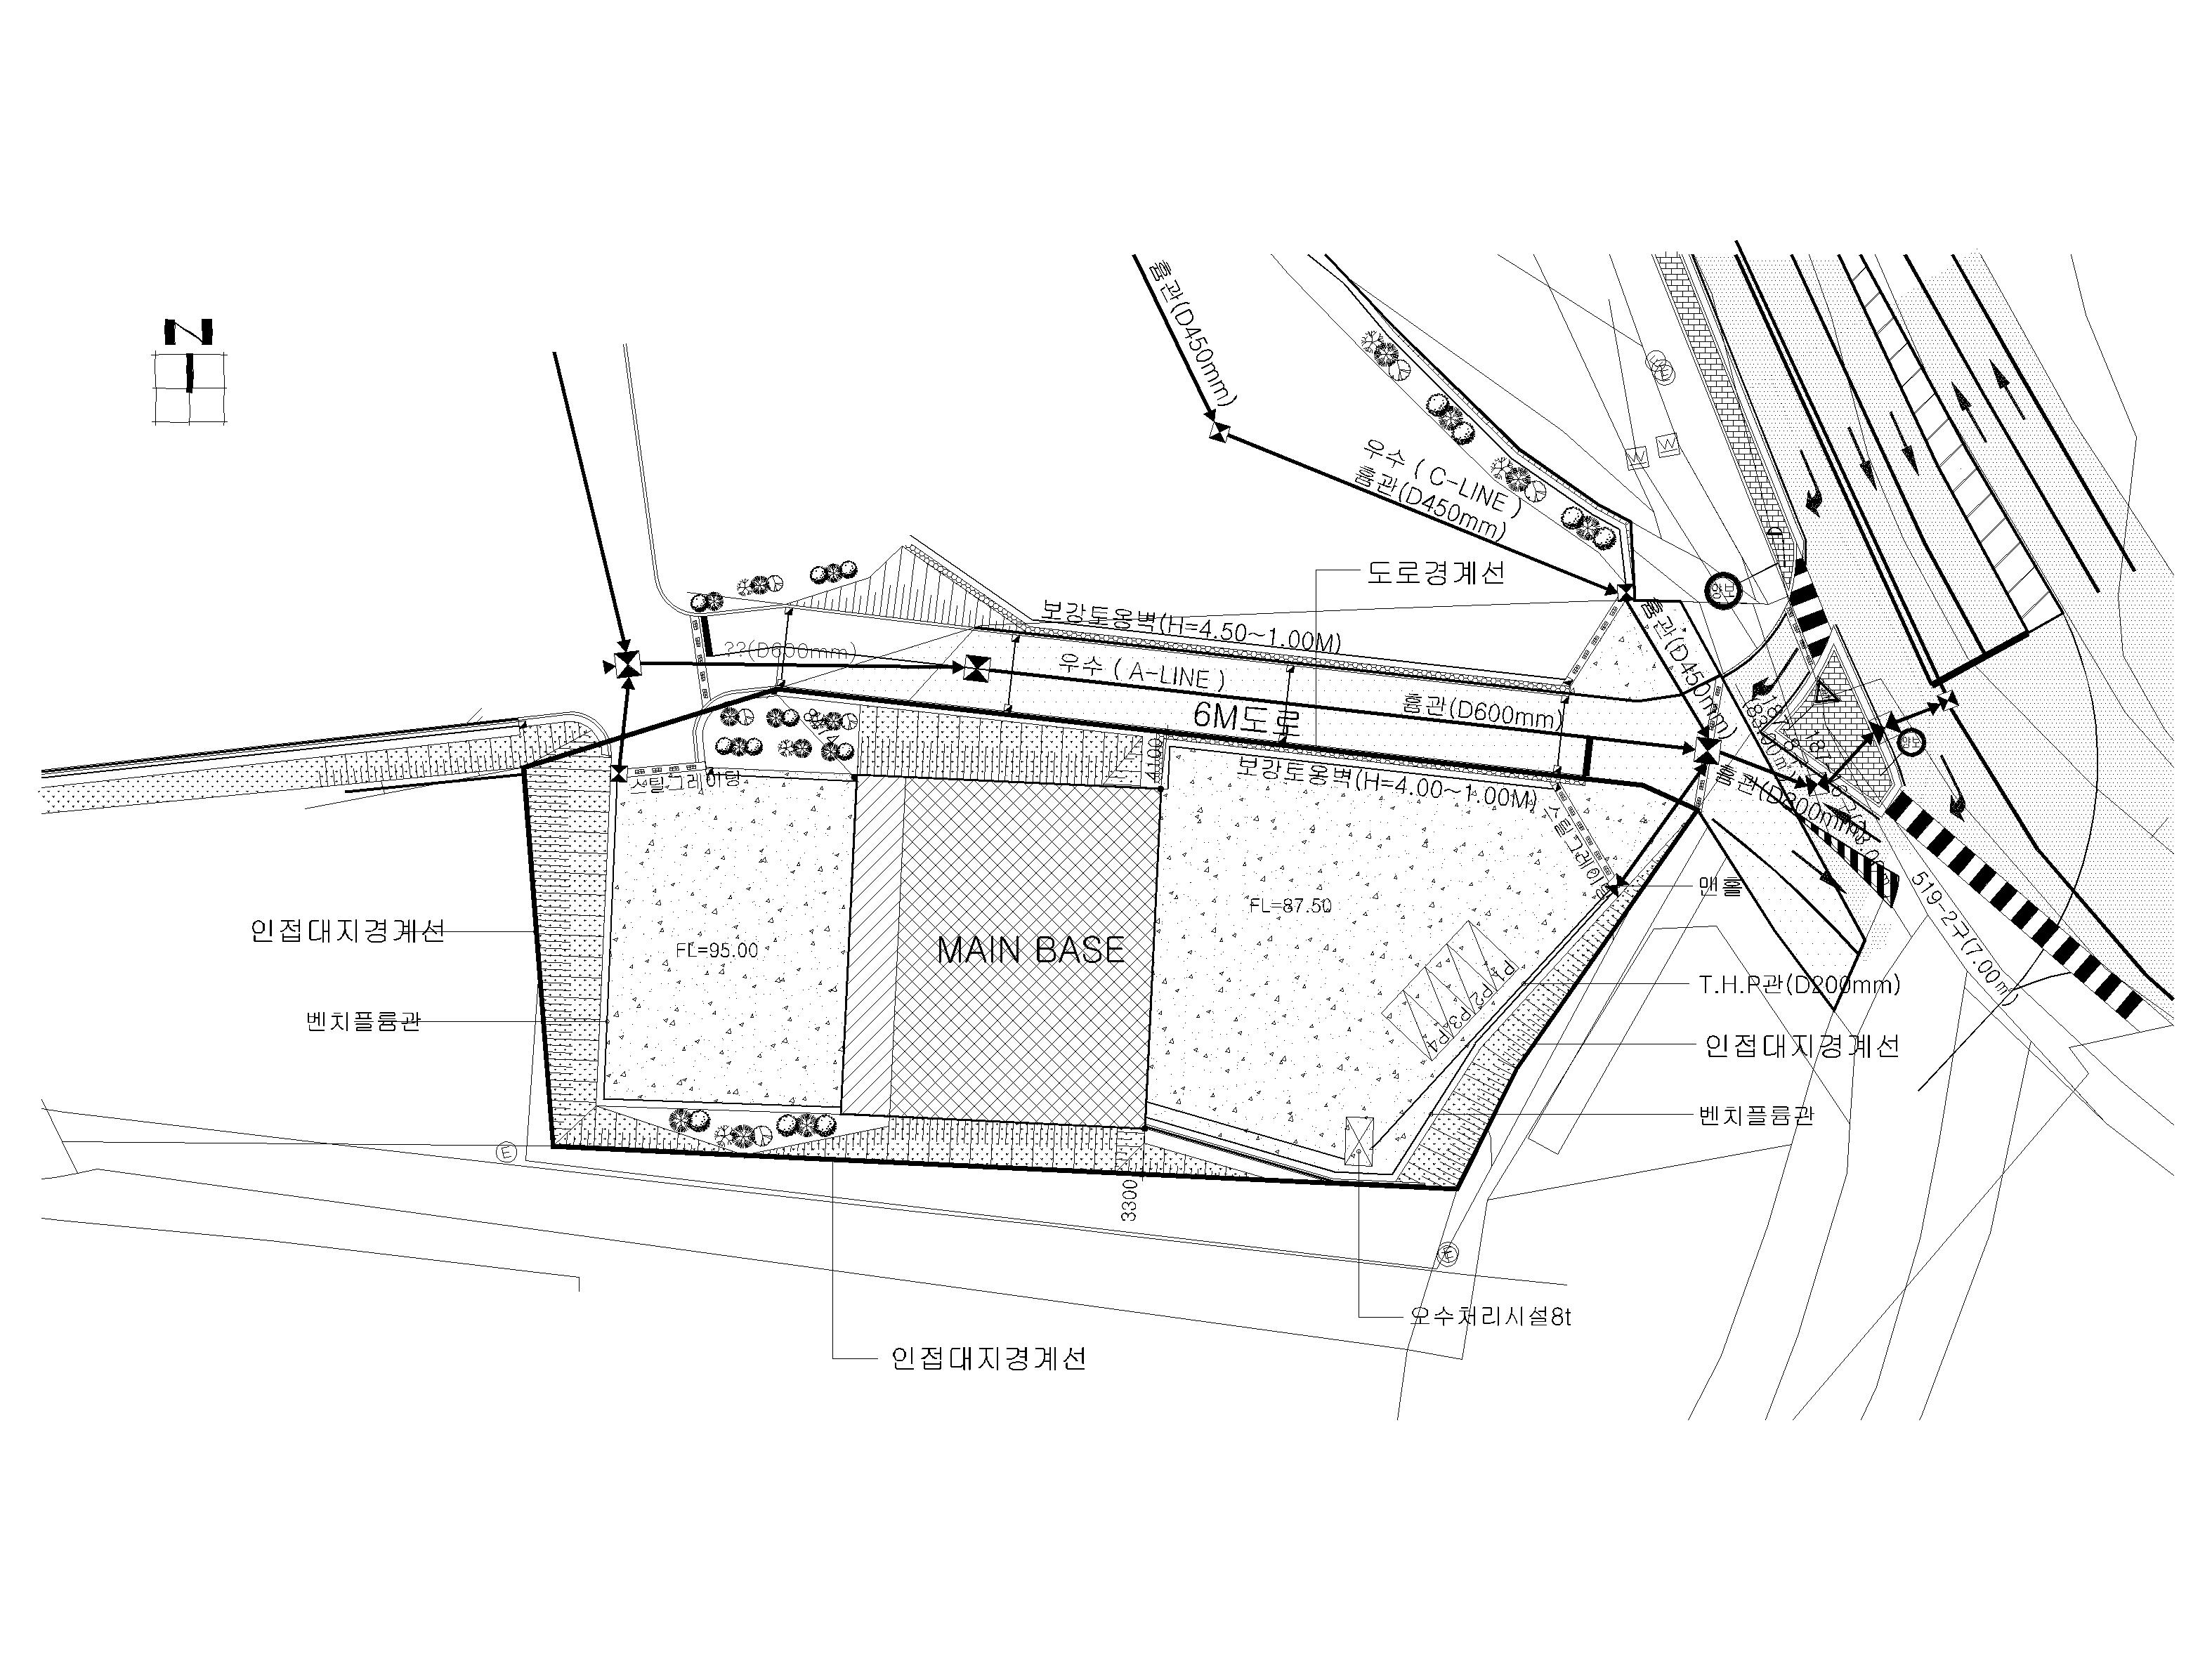 Z
흄관(D450mm)
우수 ( C-LINE )
흄관(D450mm)
W
W
E
도로경계선
보강토옹벽(H=4.50~1.00M)
흄관(D450mm)
??(D600mm)
우수 ( A-LINE )
흄관(D600mm)
6M도로
4100
보강토옹벽(H=4.00~1.00M)
스틸그레이팅
스틸그레이팅
맨홀
FL=87.50
인접대지경계선
MAIN BASE
FL=95.00
519-2구(7.00㎡)
P1
P2
P3
P4
T.H.P관(D200mm)
벤치플륨관
인접대지경계선
벤치플륨관
E
3300
E
오수처리시설8t
인접대지경계선